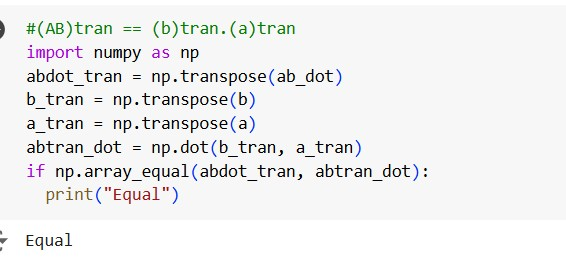 #(AB)tran == (b)tran.(a)tran
import numpy as np
abdot_tran = np.transpose(ab_dot)
b_tran = np.transpose(b)
a_tran = np.transpose(a)
abtran_dot = np.dot(b_tran, a_tran)
if np.array_equal(abdot_tran, abtran_dot):
  print("Equal")
Equal